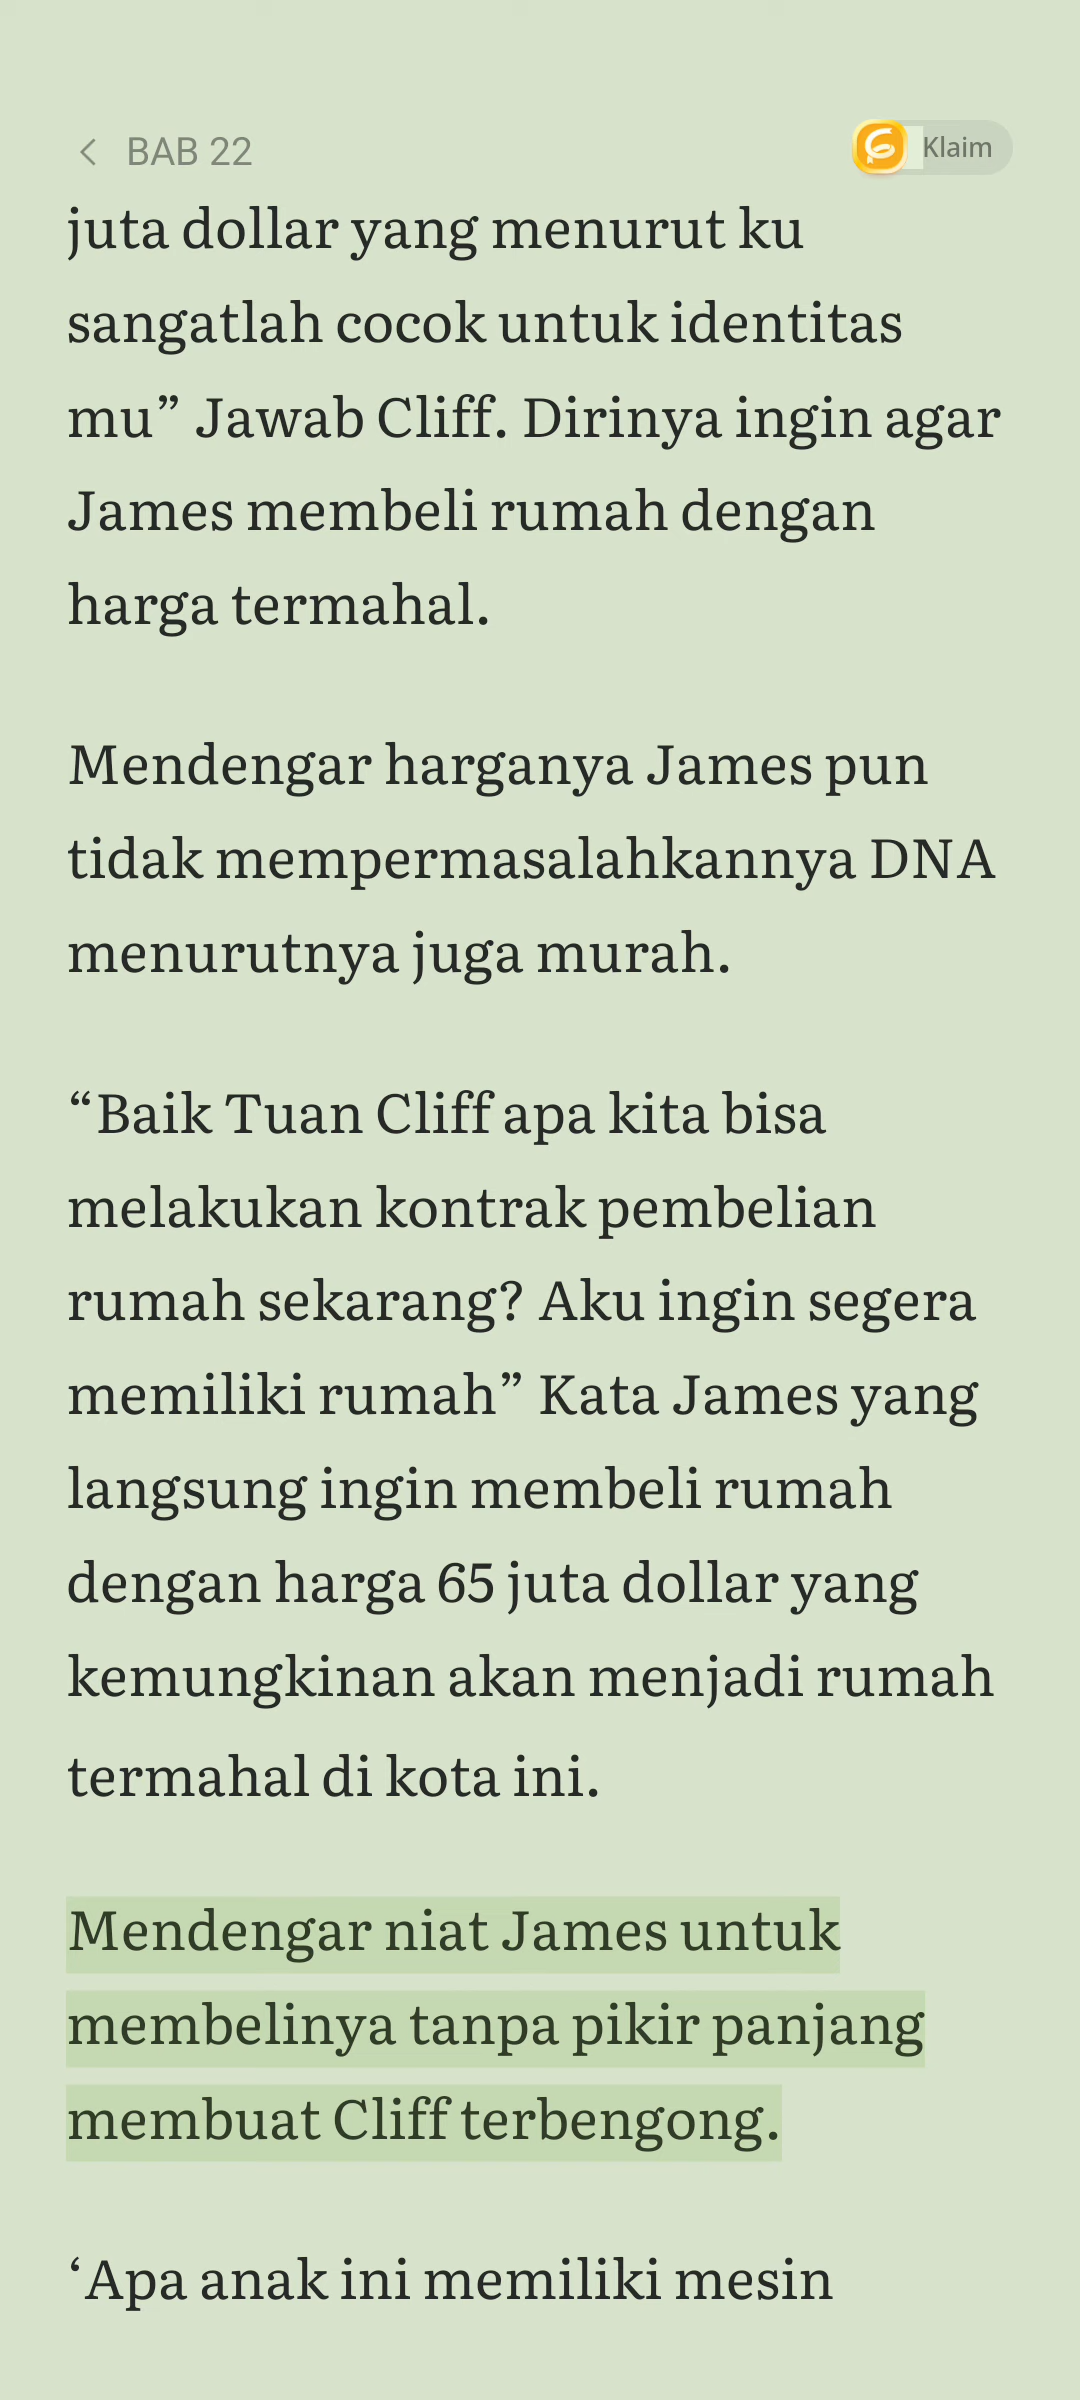 BAB 22
Klaim
juta dollar yang menurut ku
sangatlah cocok untuk identitas
mu” Jawab Cliff. Dirinya ingin agar
James membeli rumah dengan
harga termahal.
Mendengar harganya James pun
tidak mempermasalahkannya DNA
menurutnya juga murah.
“Baik Tuan Cliff apa kita bisa
melakukan kontrak pembelian
rumah sekarang? Aku ingin segera
memiliki rumah” Kata James yang
langsung ingin membeli rumah
dengan harga 65 juta dollar yang
kemungkinan akan menjadi rumah
termahal di kota ini.
Mendengar niat James untuk
membelinya tanpa pikir panjang
membuat Cliff terbengong.
‘Apa anak ini memiliki mesin